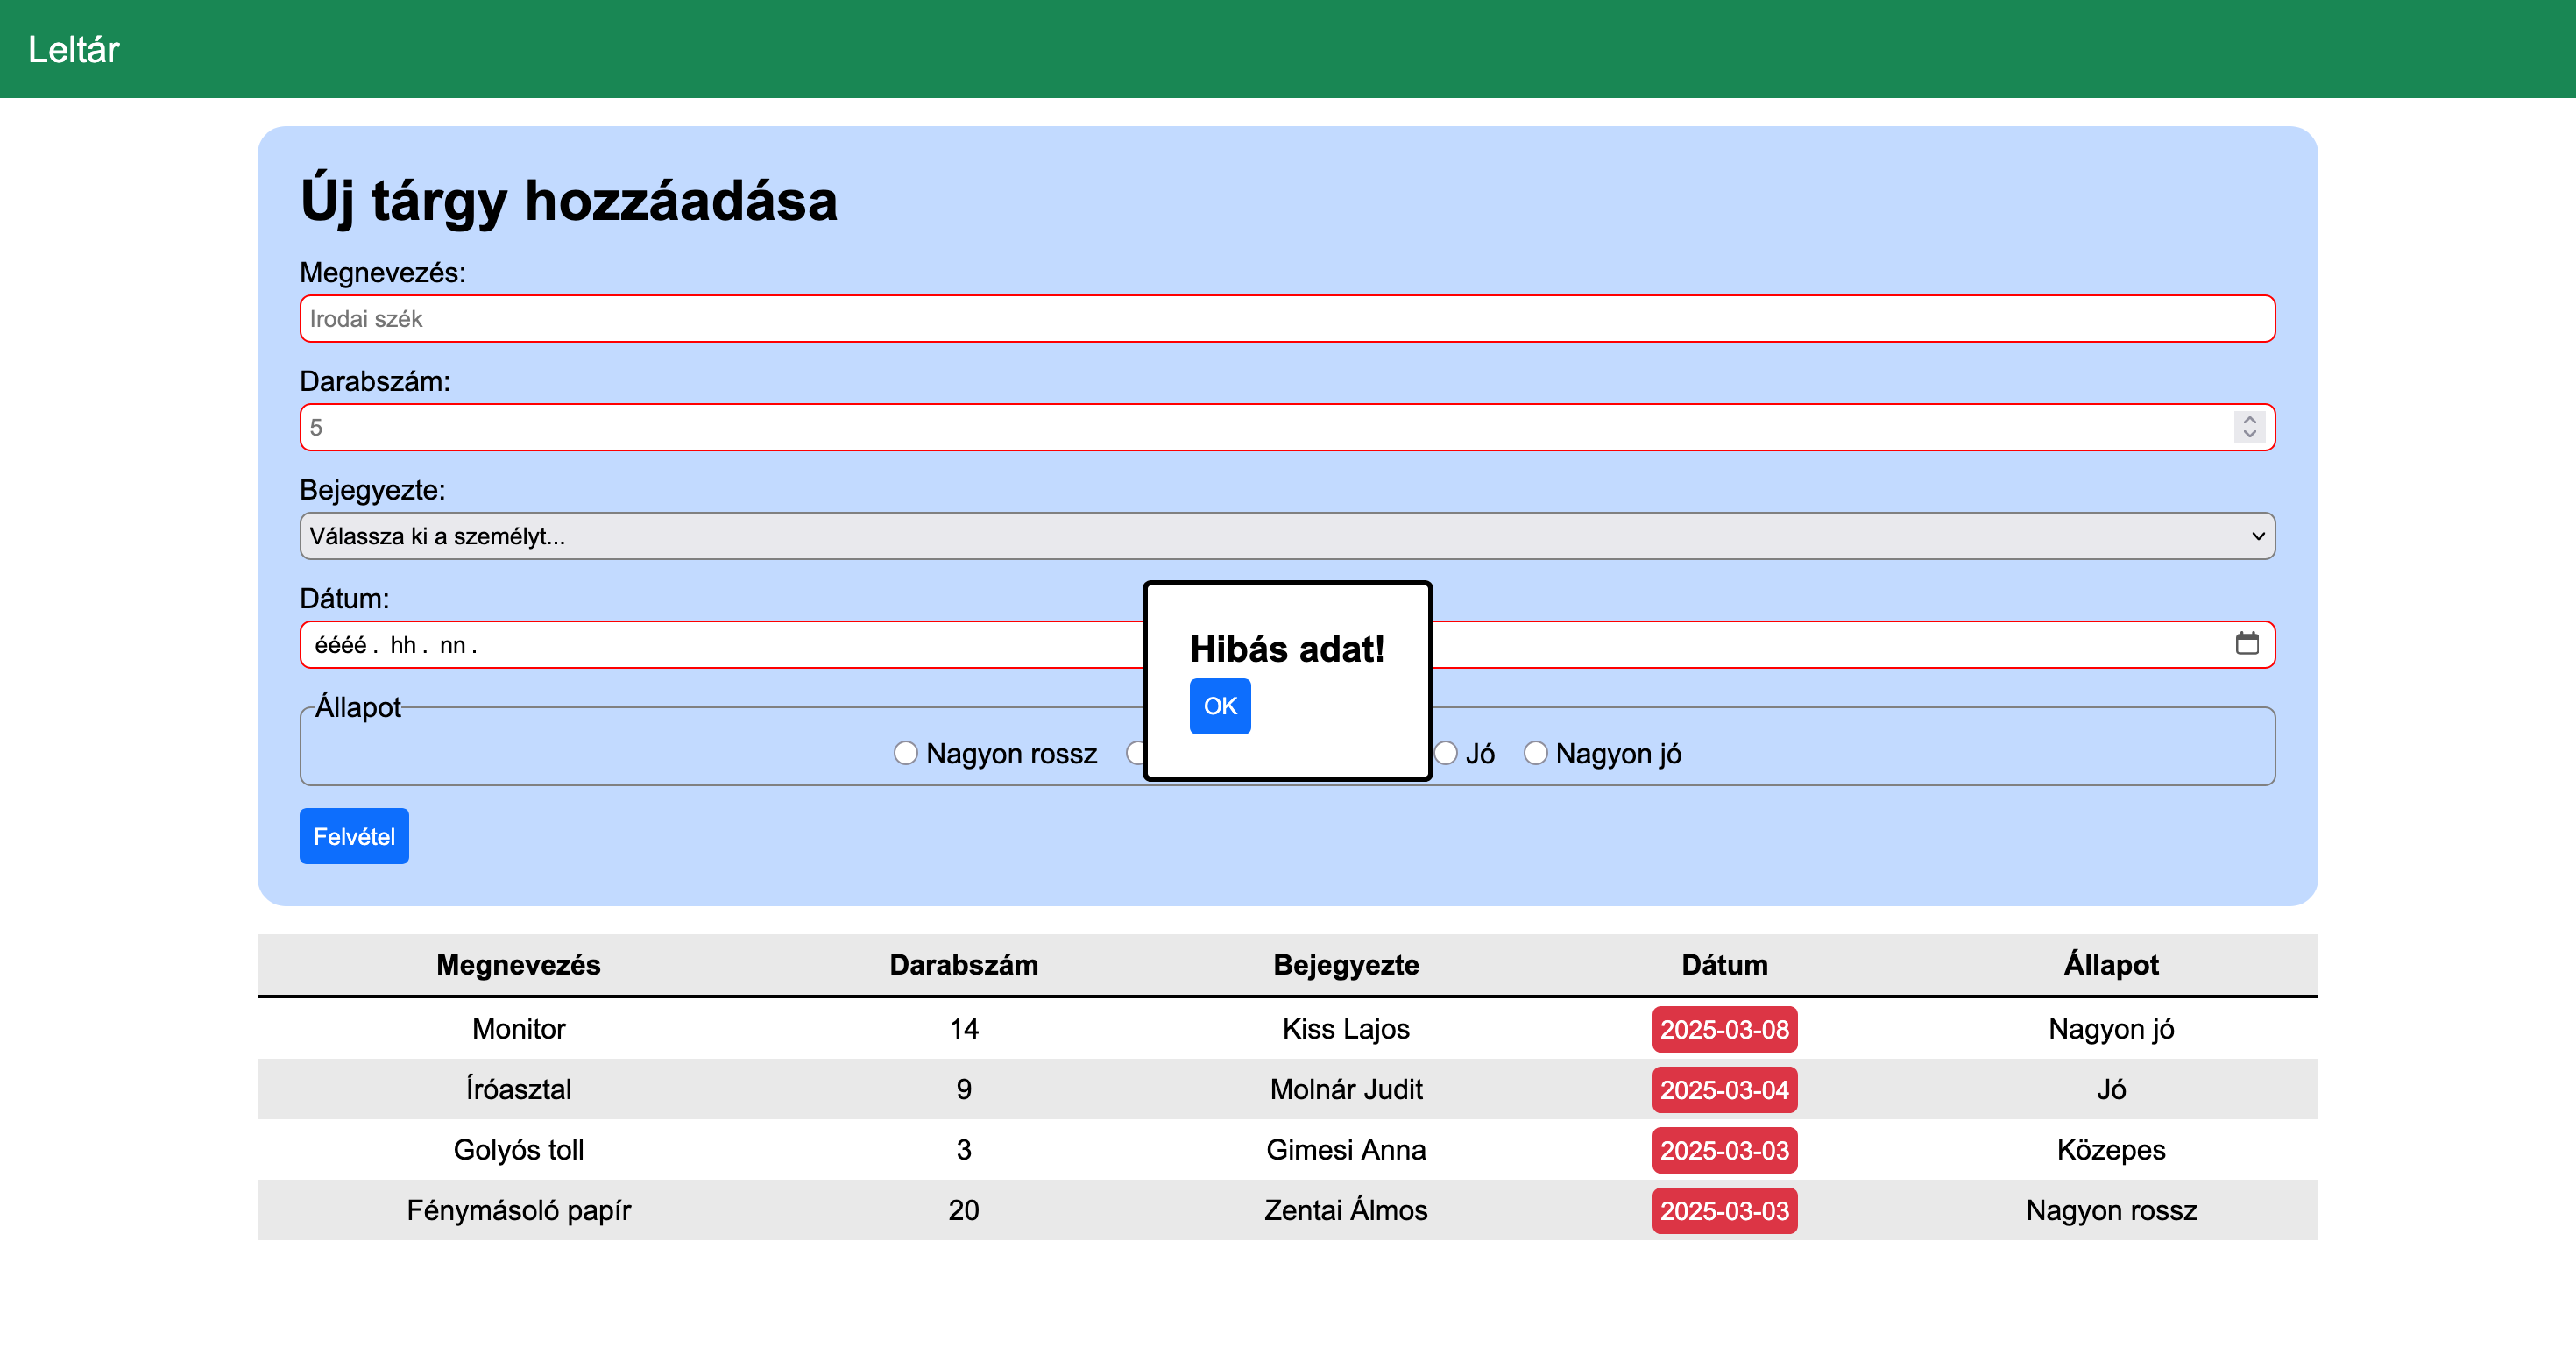 Leltár
Új tárgy hozzáadása
Megnevezés:
Irodai szék
Darabszám:
5
Bejegyezte:
Válassza ki a személyt...
Dátum:
éééé. hh. nn.
Hibás adat!
OK
Állapot
Nagyon rossz Jó Nagyon jó
Felvétel
Megnevezés Darabszám Bejegyezte Dátum Állapot
Monitor 14 Kiss Lajos 2025-03-08 Nagyon jó
Íróasztal 9 Molnár Judit 2025-03-04 Jó
Golyós toll 3 Gimesi Anna 2025-03-03 Közepes
Fénymásoló papír 20 Zentai Álmos 2025-03-03 Nagyon rossz